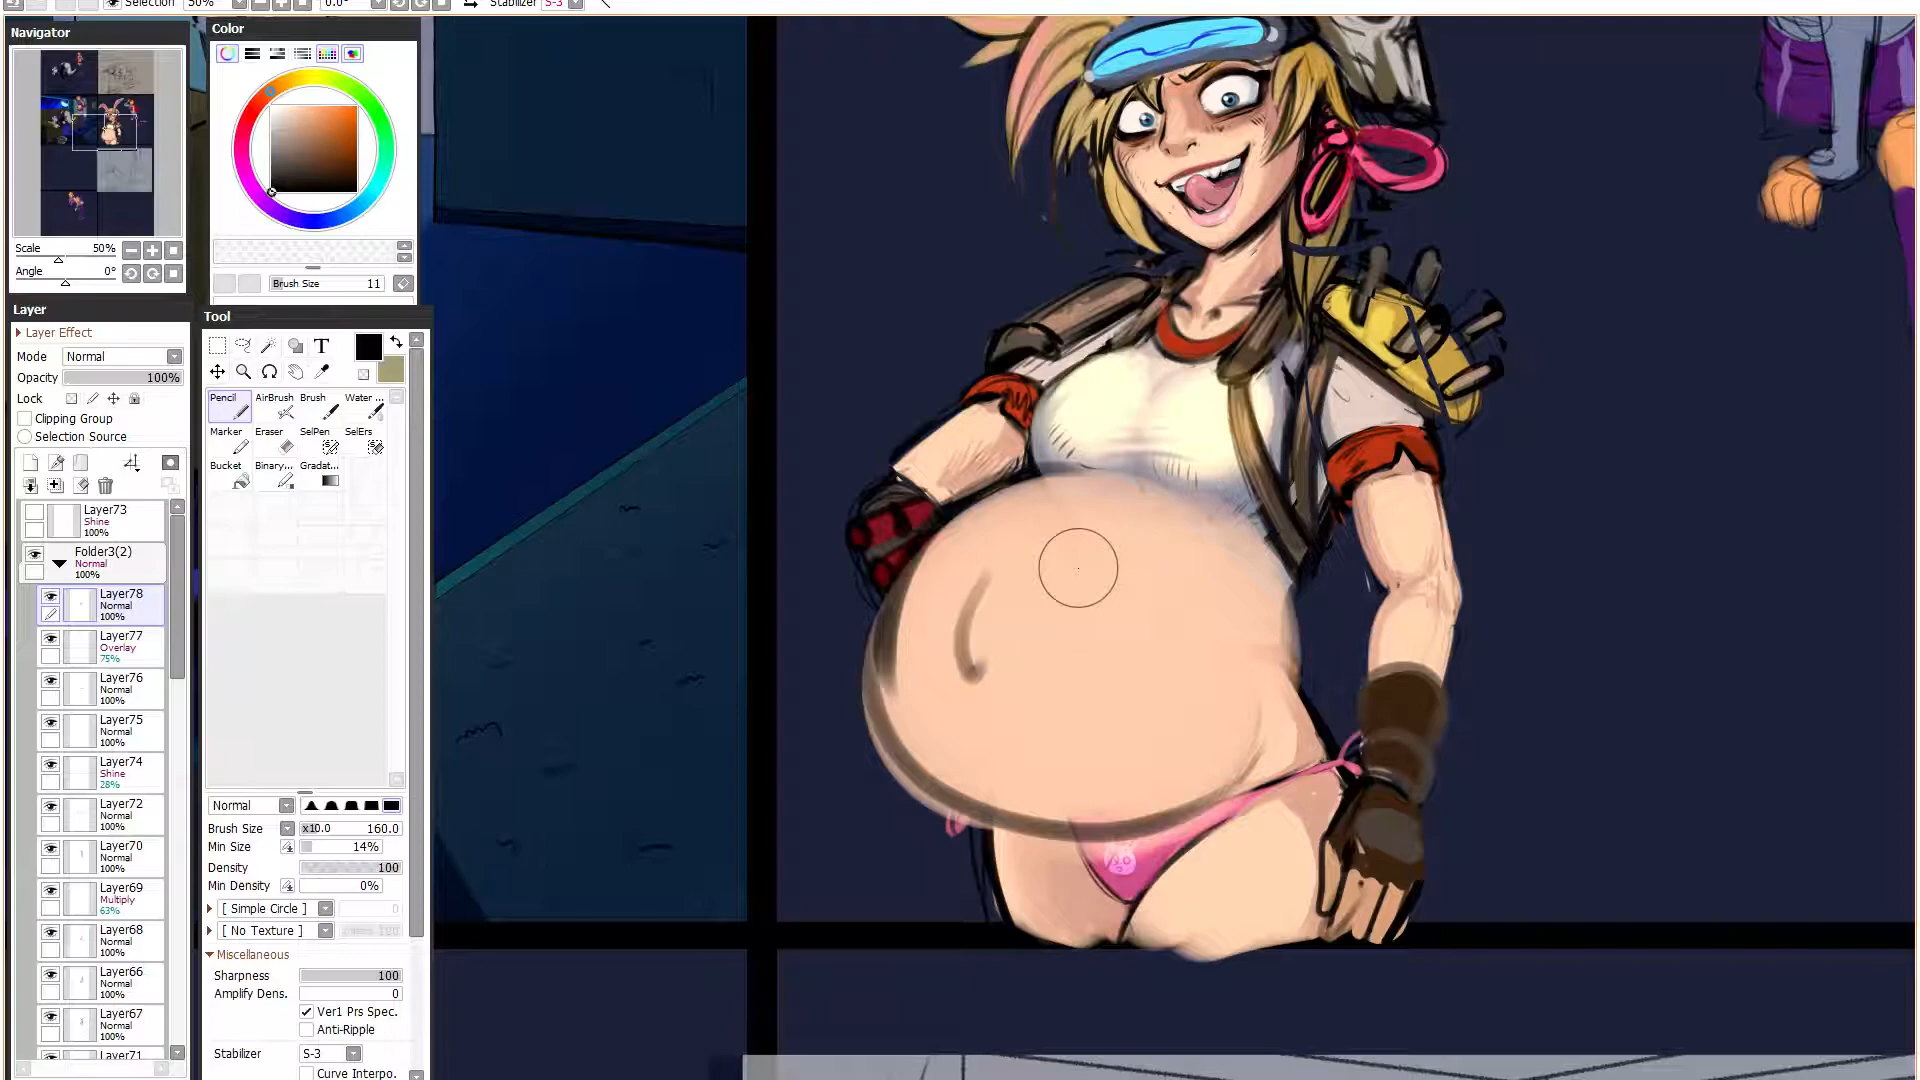 Selection 50% 0.0° Stabilizer S-3
Navigator
Scale 50%
Angle 0°
Color
Brush Size 11
Layer
Layer Effect
Mode Normal
Opacity 100%
Lock
Clipping Group
Selection Source
Layer73
Shine
100%
Folder3(2)
Normal
100%
Layer78
Normal
100%
Layer77
Overlay
75%
Layer76
Normal
100%
Layer75
Normal
100%
Layer74
Shine
28%
Layer72
Normal
100%
Layer70
Normal
100%
Layer69
Multiply
63%
Layer68
Normal
100%
Layer66
Normal
100%
Layer67
Normal
100%
Layer71
Tool
T
Pencil AirBrush Brush Water ...
Marker Eraser SelPen SelErs
Bucket Binary... Gradat...
Normal
Brush Size x10.0 160.0
Min Size 14%
Density 100
Min Density 0%
[ Simple Circle ] 0
[ No Texture ]
Miscellaneous
Sharpness 100
Amplify Dens. 0
Ver1 Prs Spec.
Anti-Ripple
Stabilizer S-3
Curve Interpo.